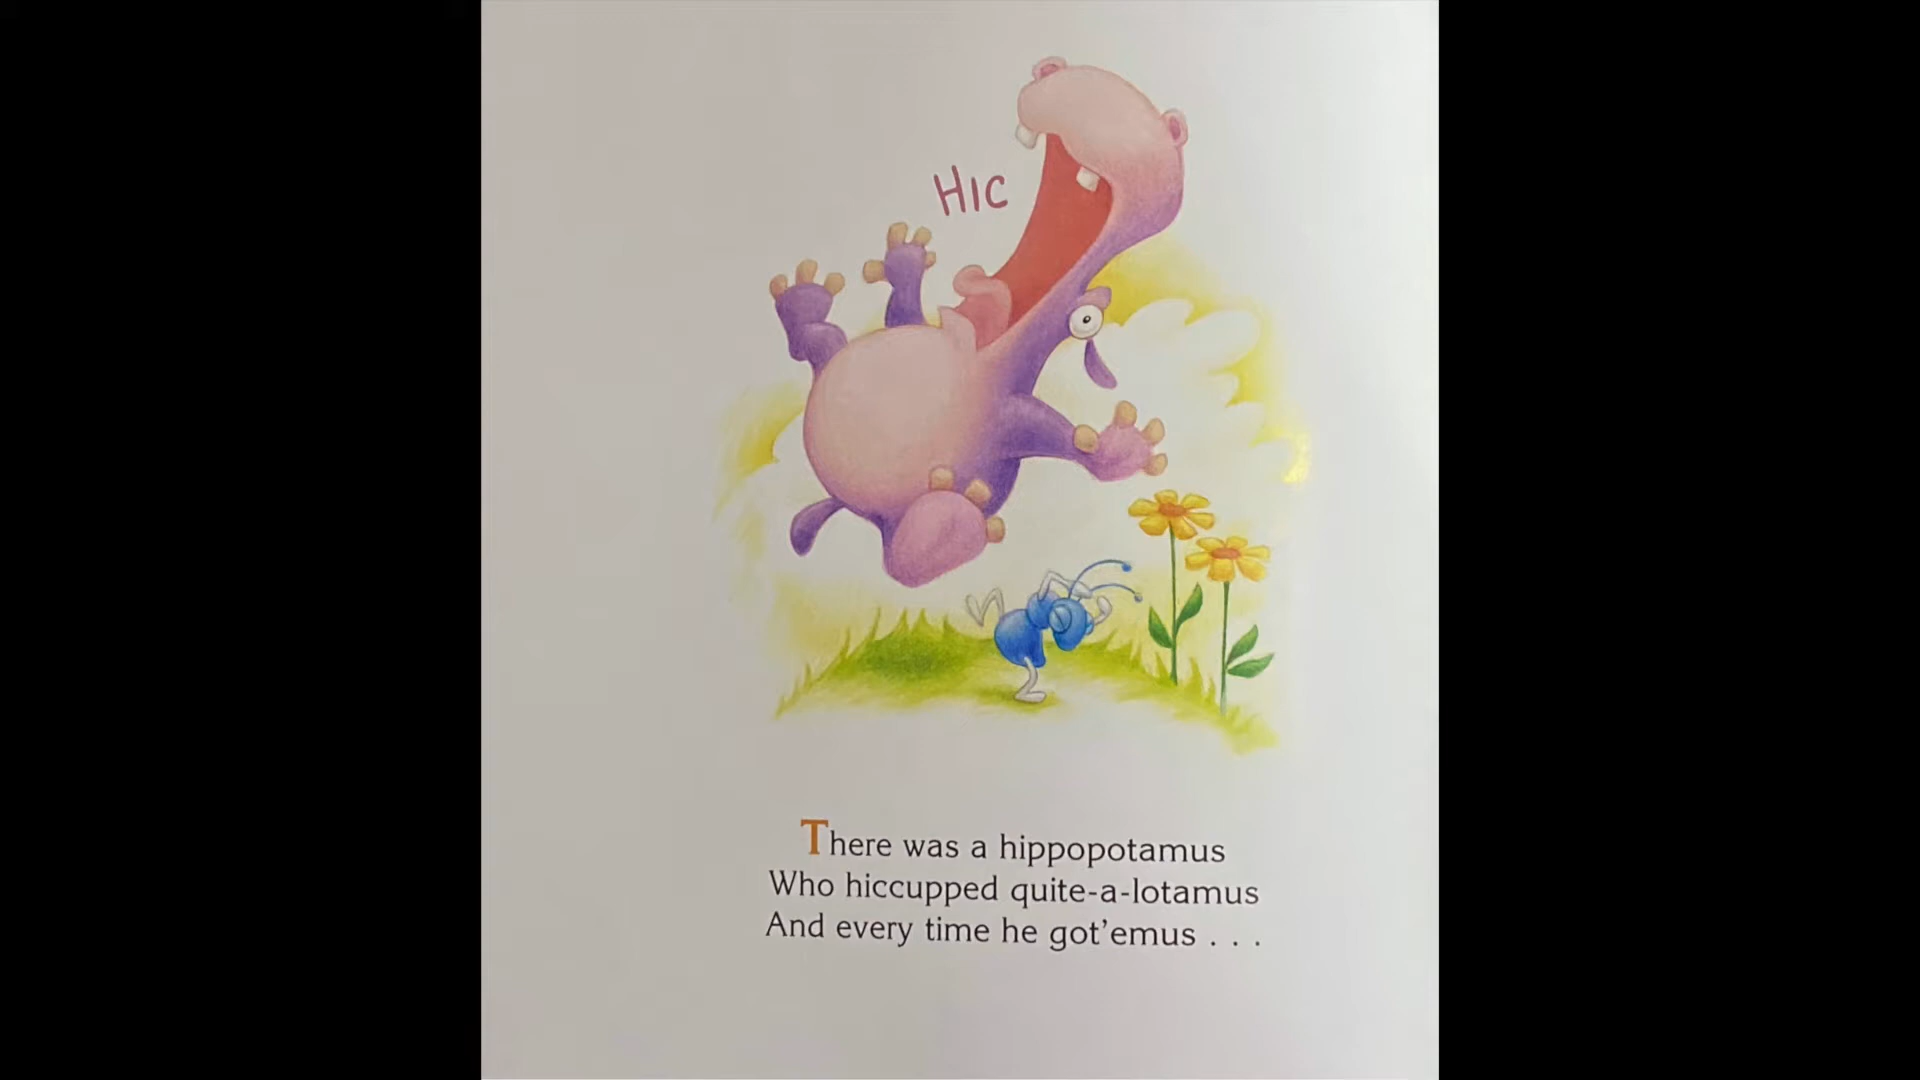 HIC
There was a hippopotamus
Who hiccupped quite-a-lotamus
And every time he got'emus . . .